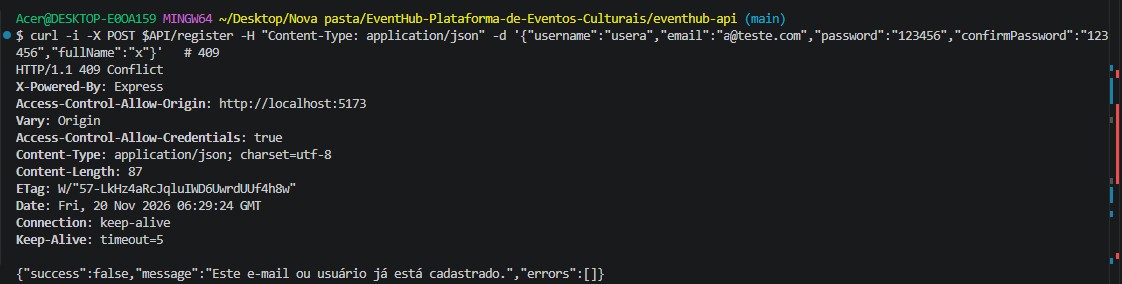 Acer@DESKTOP-E0OA159 MINGW64 ~/Desktop/Nova pasta/EventHub-Plataforma-de-Eventos-Culturais/eventhub-api (main)
$ curl -i -X POST $API/register -H "Content-Type: application/json" -d '{"username":"usera","email":"a@teste.com","password":"123456","confirmPassword":"123
456","fullName":"x"}'   # 409
HTTP/1.1 409 Conflict
X-Powered-By: Express
Access-Control-Allow-Origin: http://localhost:5173
Vary: Origin
Access-Control-Allow-Credentials: true
Content-Type: application/json; charset=utf-8
Content-Length: 87
ETag: W/"57-LkHz4aRcJqluIWD6UwrdUUf4h8w"
Date: Fri, 20 Nov 2026 06:29:24 GMT
Connection: keep-alive
Keep-Alive: timeout=5
{"success":false,"message":"Este e-mail ou usuário já está cadastrado.","errors":[]}